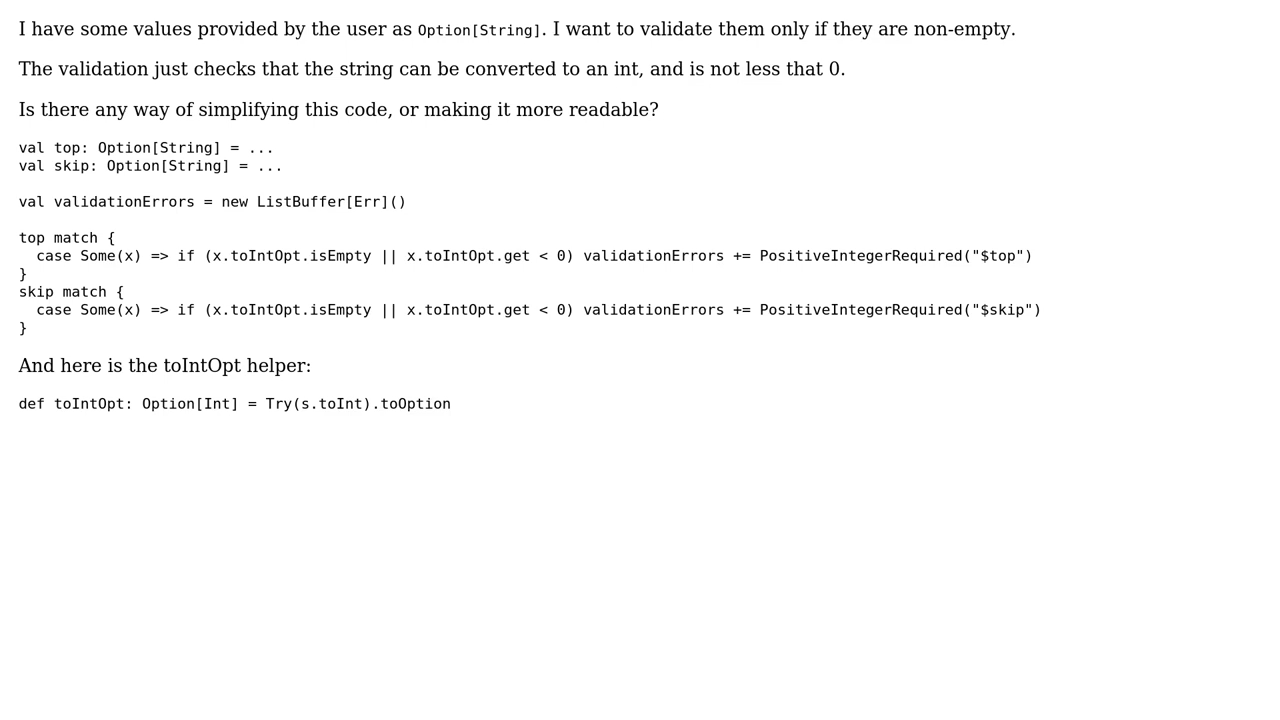 I have some values provided by the user as Option[String]. I want to validate them only if they are non-empty.
The validation just checks that the string can be converted to an int, and is not less that 0.
Is there any way of simplifying this code, or making it more readable?
val top: Option[String] = ...
val skip: Option[String] = ...
val validationErrors = new ListBuffer[Err]()
top match {
  case Some(x) => if (x.toIntOpt.isEmpty || x.toIntOpt.get < 0) validationErrors += PositiveIntegerRequired("$top")
}
skip match {
  case Some(x) => if (x.toIntOpt.isEmpty || x.toIntOpt.get < 0) validationErrors += PositiveIntegerRequired("$skip")
}
And here is the toIntOpt helper:
def toIntOpt: Option[Int] = Try(s.toInt).toOption